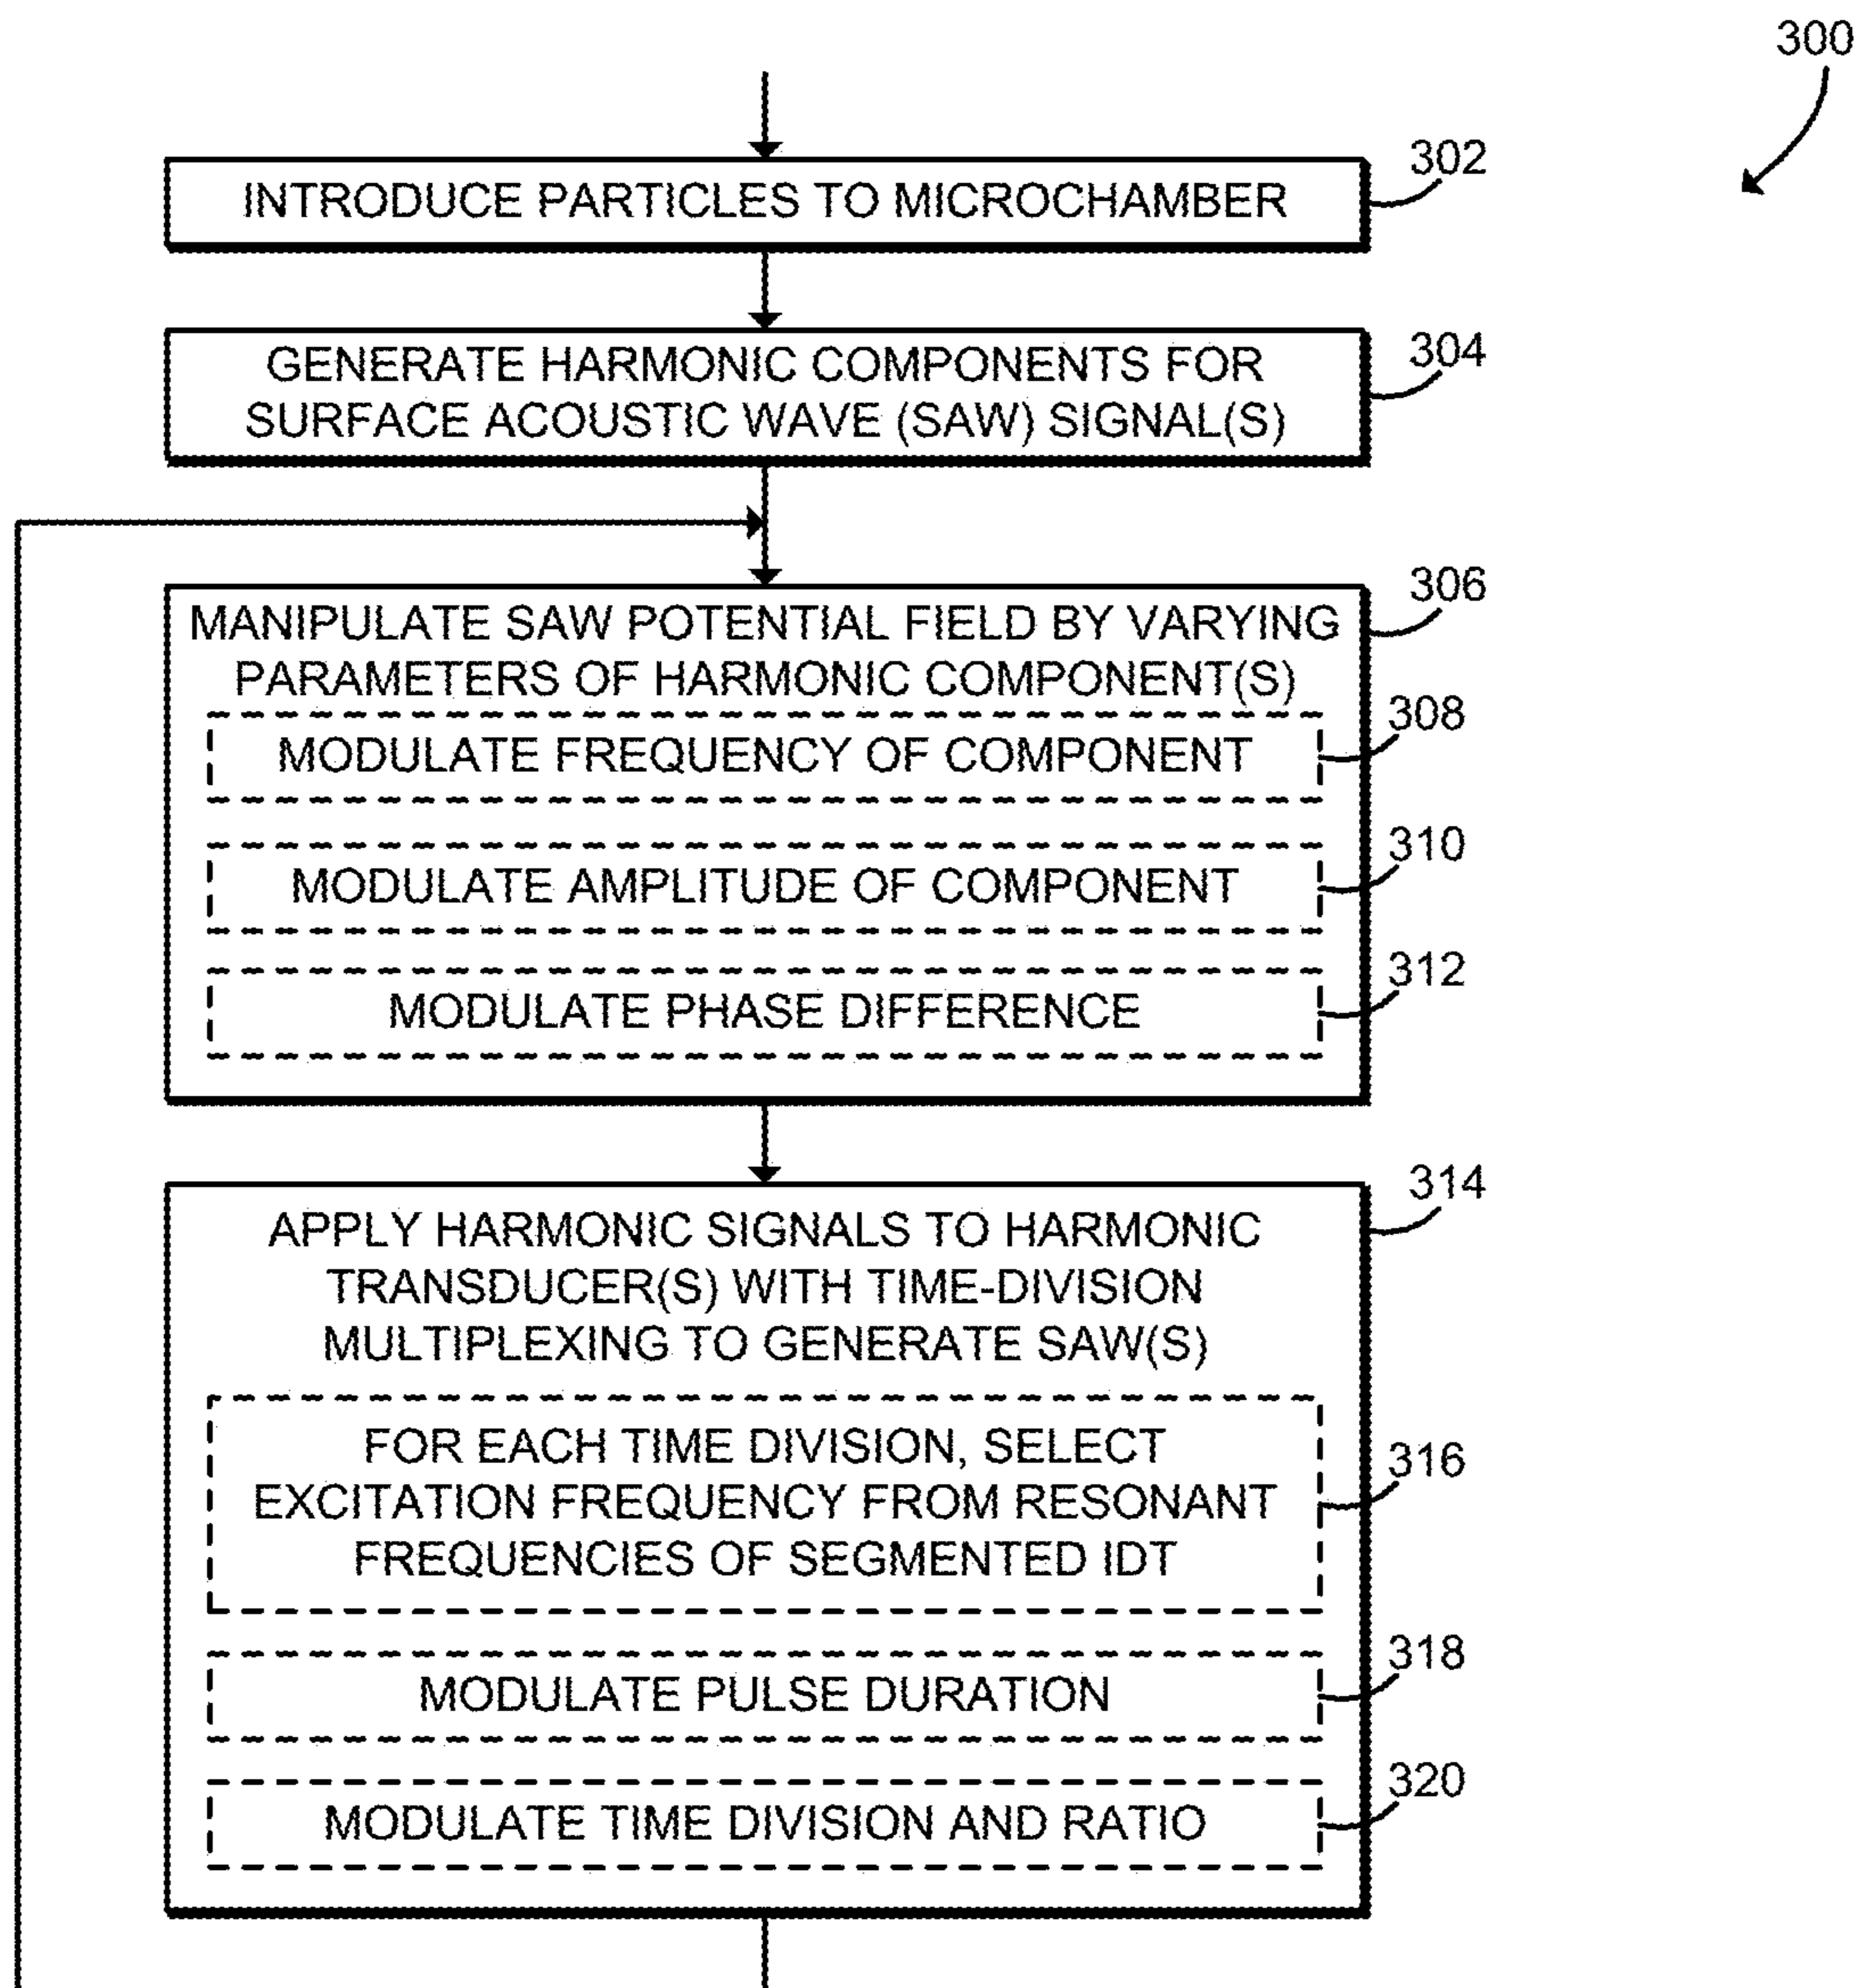 300
302
INTRODUCE PARTICLES TO MICROCHAMBER
304
GENERATE HARMONIC COMPONENTS FOR
SURFACE ACOUSTIC WAVE (SAW) SIGNAL(S)
306
MANIPULATE SAW POTENTIAL FIELD BY VARYING
PARAMETERS OF HARMONIC COMPONENT(S)
308
MODULATE FREQUENCY OF COMPONENT
310
MODULATE AMPLITUDE OF COMPONENT
312
MODULATE PHASE DIFFERENCE
314
APPLY HARMONIC SIGNALS TO HARMONIC
TRANSDUCER(S) WITH TIME-DIVISION
MULTIPLEXING TO GENERATE SAW(S)
FOR EACH TIME DIVISION, SELECT
316
EXCITATION FREQUENCY FROM RESONANT
FREQUENCIES OF SEGMENTED IDT
318
MODULATE PULSE DURATION
320
MODULATE TIME DIVISION AND RATIO